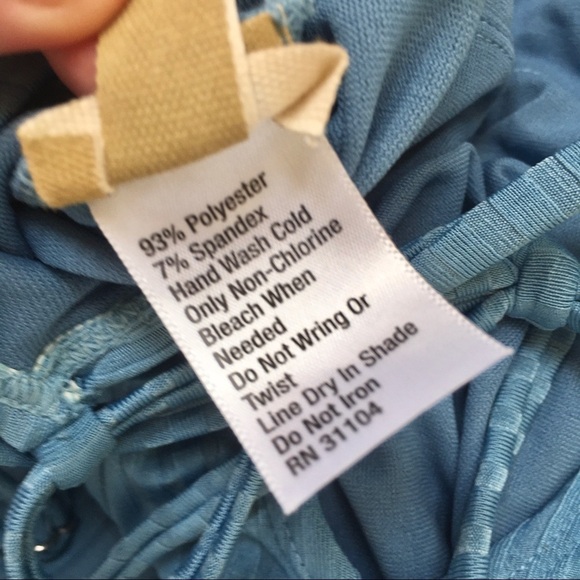 93% Polyester
7% Spandex
Hand Wash Cold
Only Non-Chlorine
Bleach When
Needed
Do Not Wring Or
Twist
Line Dry In Shade
Do Not Iron
RN 31104